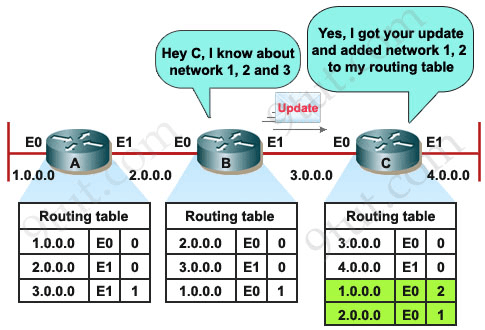 Hey C, I know about
network 1, 2 and 3
Yes, I got your update
and added network 1, 2
to my routing table
Update
E0 E1 E0 E1 E0 E1
A B C
1.0.0.0 2.0.0.0 3.0.0.0 4.0.0.0
Routing table
1.0.0.0 E0 0
2.0.0.0 E1 0
3.0.0.0 E1 1
Routing table
2.0.0.0 E0 0
3.0.0.0 E1 0
1.0.0.0 E0 1
Routing table
3.0.0.0 E0 0
4.0.0.0 E1 0
1.0.0.0 E0 2
2.0.0.0 E0 1
9tut.com
9tut.com
9tut.com